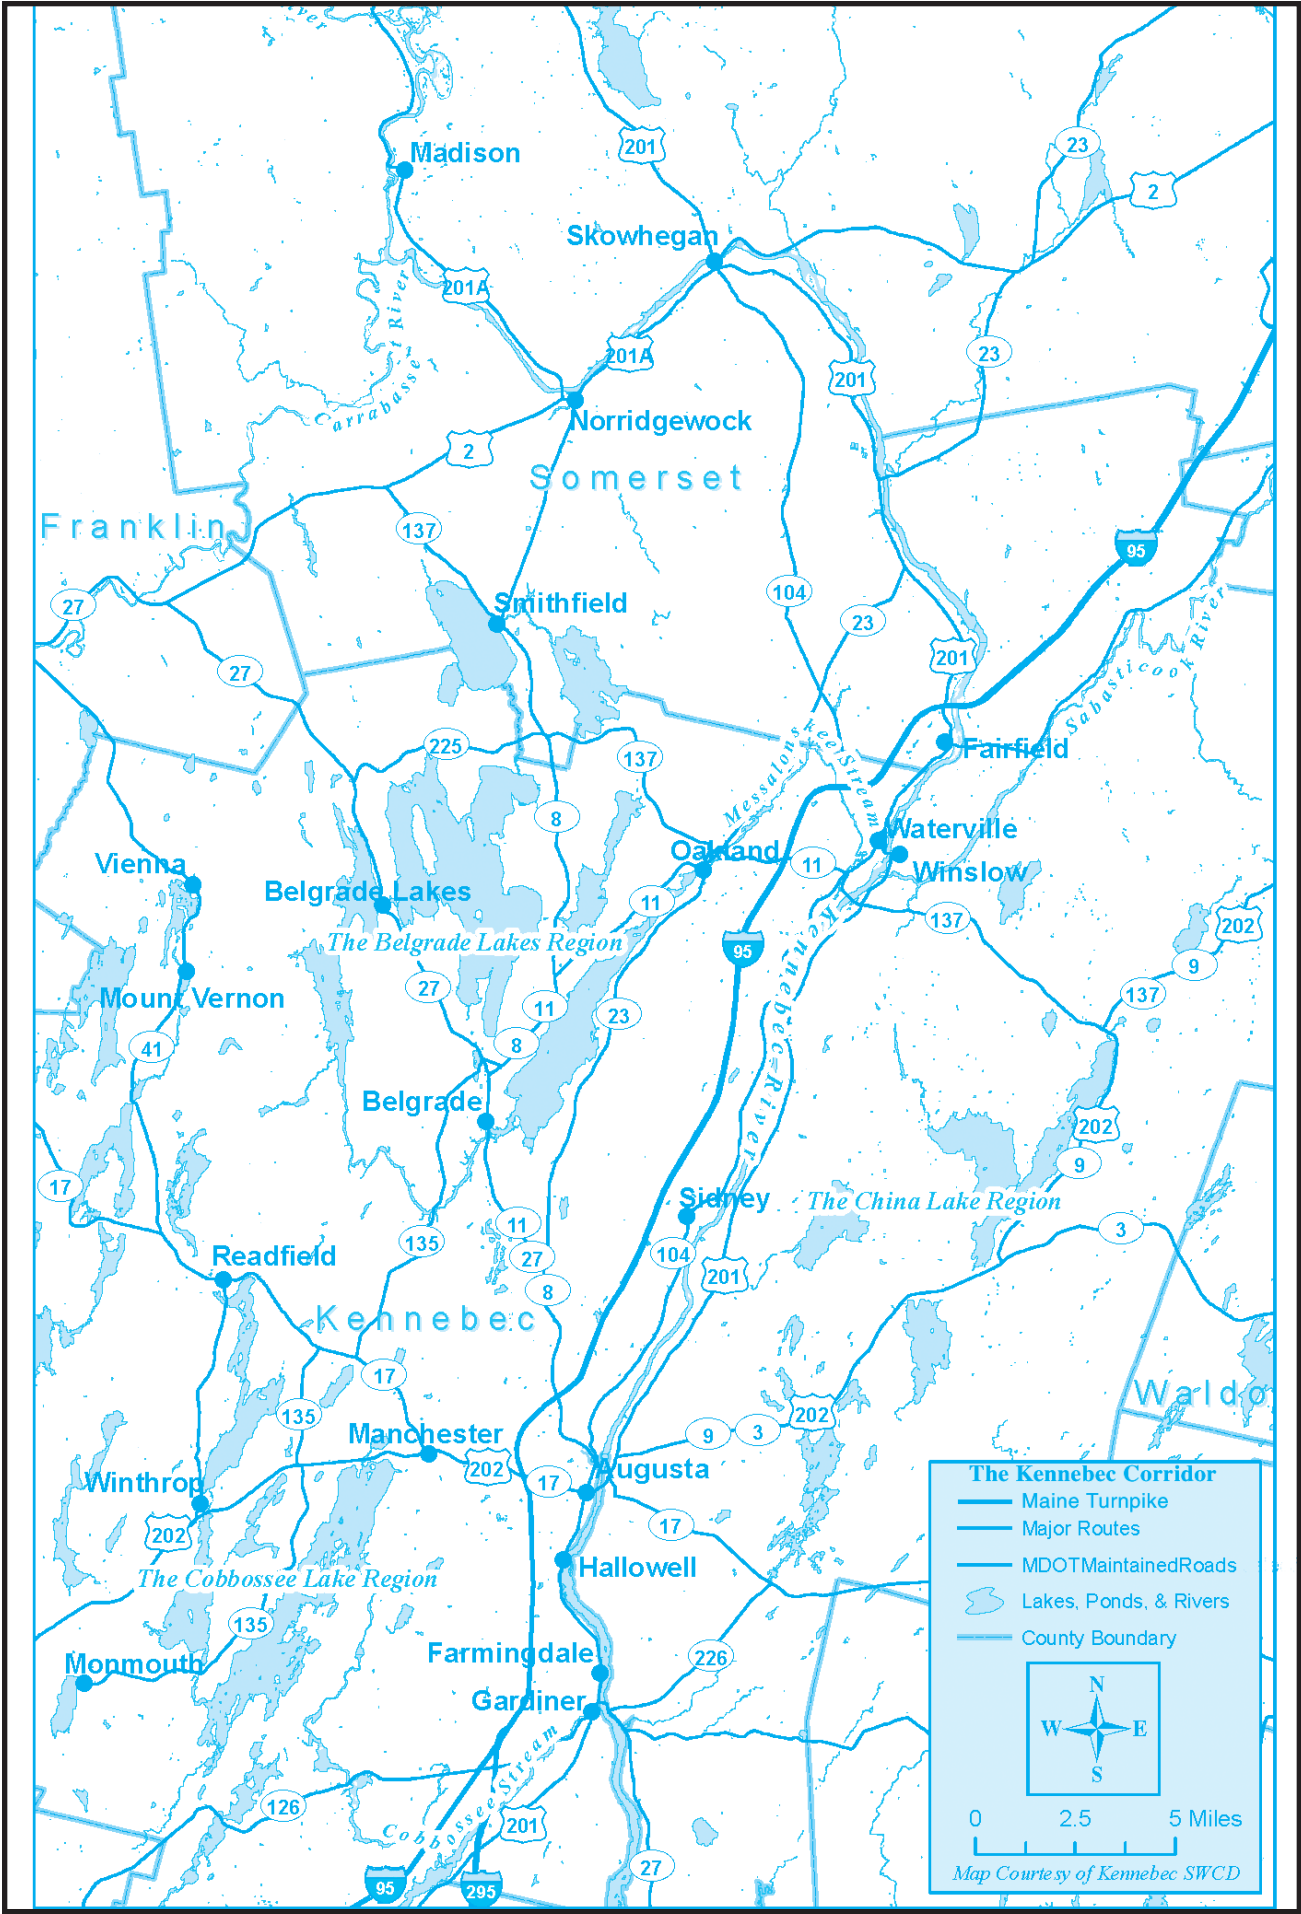 River
Madison
201
23
2
Skowhegan
201A
Carrabasset River
201A
23
201
Norridgewock
2
Somerset
Franklin
137
95
27
Smithfield
104
23
201
27
Sabasticook River
225
137
Messalonskee Stream
Fairfield
8
Waterville
Vienna
Oakland
11
Winslow
Belgrade Lakes
11
137
202
The Belgrade Lakes Region
95
9
Mount Vernon
27
11
23
137
Kennebec River
41
8
Belgrade
202
9
17
Sidney
The China Lake Region
11
135
3
Readfield
27
104
201
8
Kennebec
17
Waldo
135
202
9
3
Manchester
202
17
Augusta
Winthrop
202
17
Hallowell
The Cobbossee Lake Region
135
Farmingdale
226
Monmouth
Gardiner
126
Cobbossee Stream
201
27
95
295
The Kennebec Corridor
Maine Turnpike
Major Routes
MDOTMaintainedRoads
Lakes, Ponds, & Rivers
County Boundary
N
W E
S
0 2.5 5 Miles
Map Courtesy of Kennebec SWCD